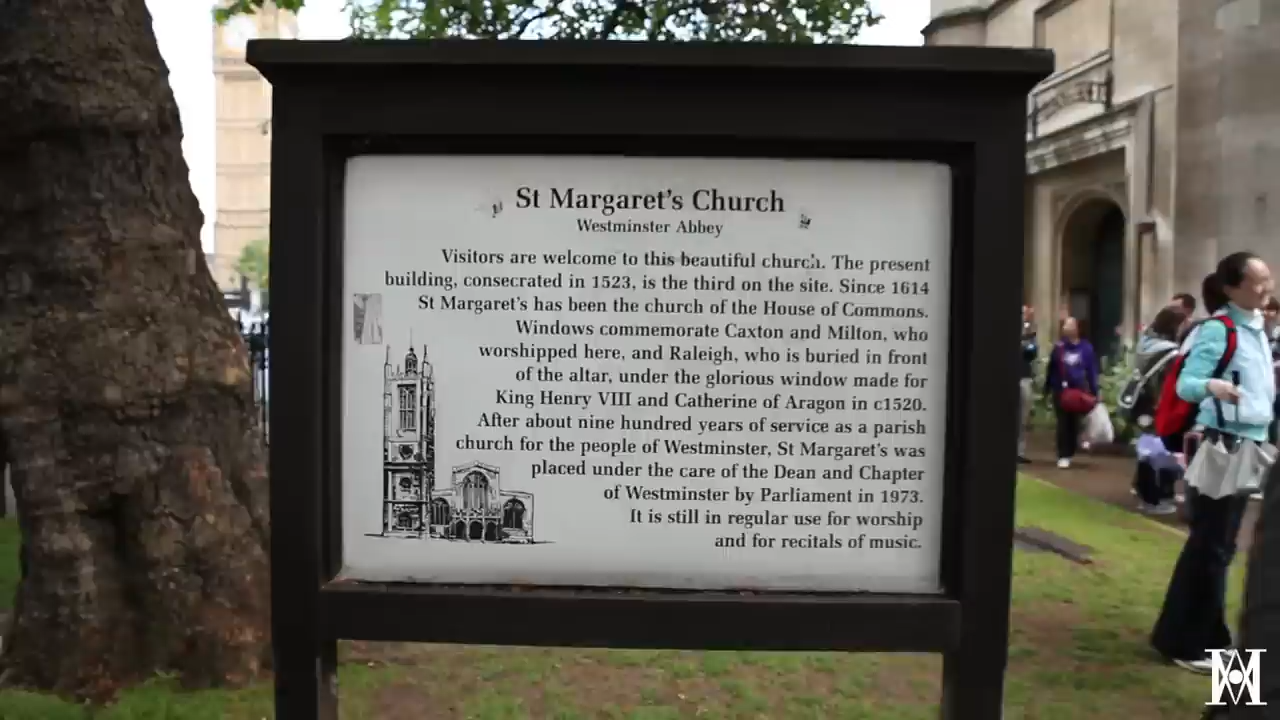 St Margaret's Church
Westminster Abbey
Visitors are welcome to this beautiful church. The present
building, consecrated in 1523, is the third on the site. Since 1614
St Margaret's has been the church of the House of Commons.
Windows commemorate Caxton and Milton, who
worshipped here, and Raleigh, who is buried in front
of the altar, under the glorious window made for
King Henry VIII and Catherine of Aragon in c1520.
After about nine hundred years of service as a parish
church for the people of Westminster, St Margaret's was
placed under the care of the Dean and Chapter
of Westminster by Parliament in 1973.
It is still in regular use for worship
and for recitals of music.